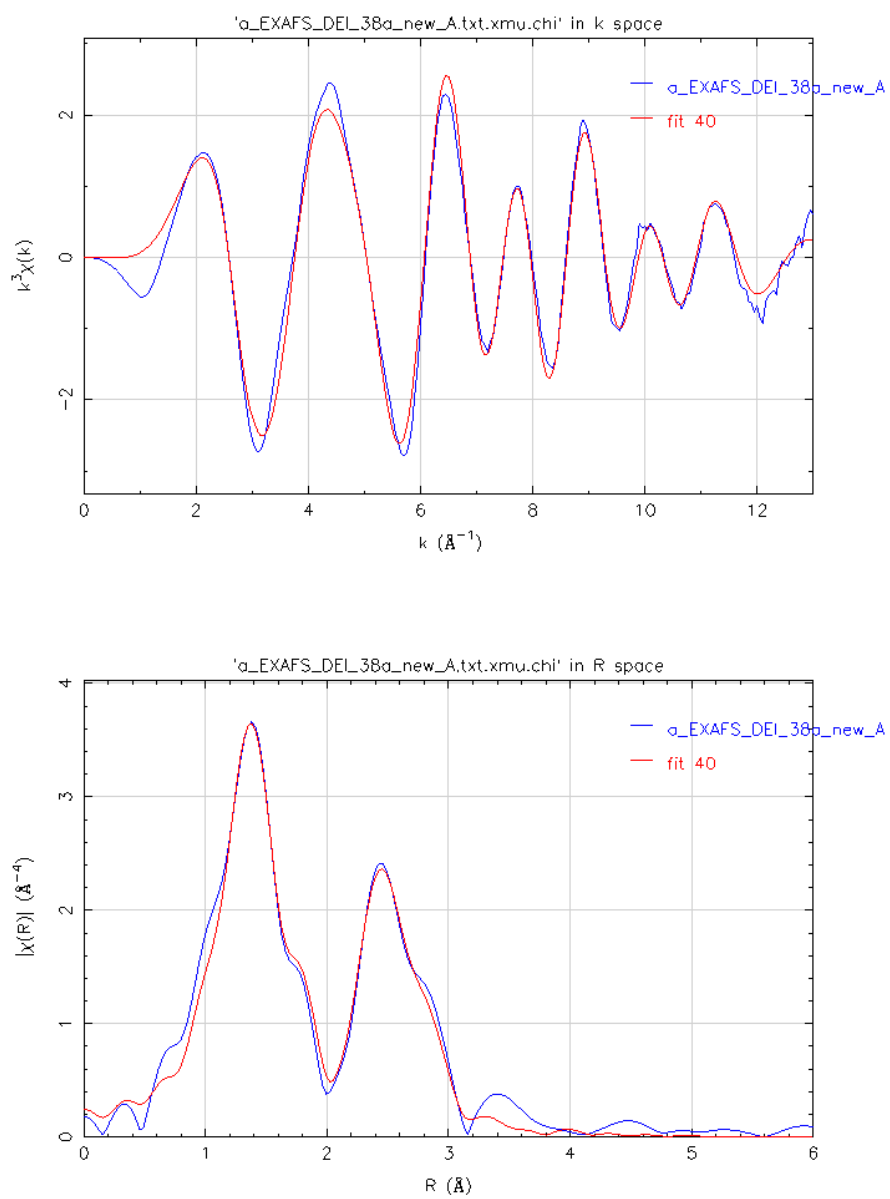 'a_EXAFS_DEI_38a_new_A.txt.xmu.chi' in k space
a_EXAFS_DEI_38a_new_A
fit 40
k³χ(k)
2
0
−2
0 2 4 6 8 10 12
k (Å⁻¹)
'a_EXAFS_DEI_38a_new_A.txt.xmu.chi' in R space
a_EXAFS_DEI_38a_new_A
fit 40
|χ(R)| (Å⁻⁴)
4
3
2
1
0
0 1 2 3 4 5 6
R (Å)